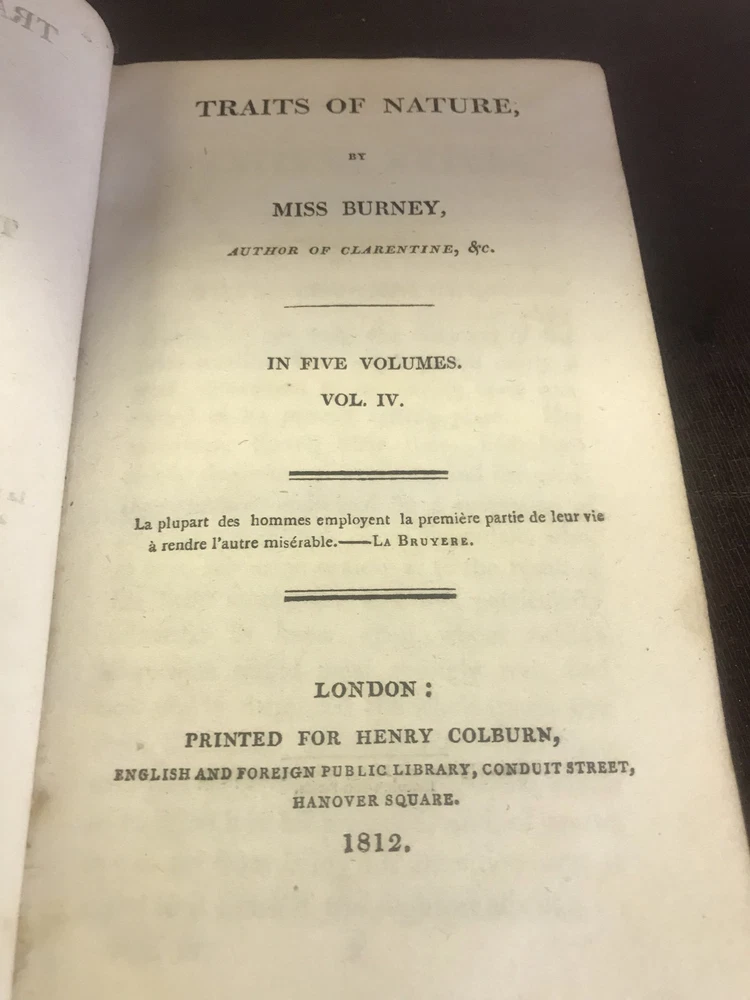 TRAITS OF NATURE,
BY
MISS BURNEY,
AUTHOR OF CLARENTINE, &c.
IN FIVE VOLUMES.
VOL. IV.
La plupart des hommes employent la première partie de leur vie
à rendre l'autre misérable.——LA BRUYERE.
LONDON:
PRINTED FOR HENRY COLBURN,
ENGLISH AND FOREIGN PUBLIC LIBRARY, CONDUIT STREET,
HANOVER SQUARE.
1812.